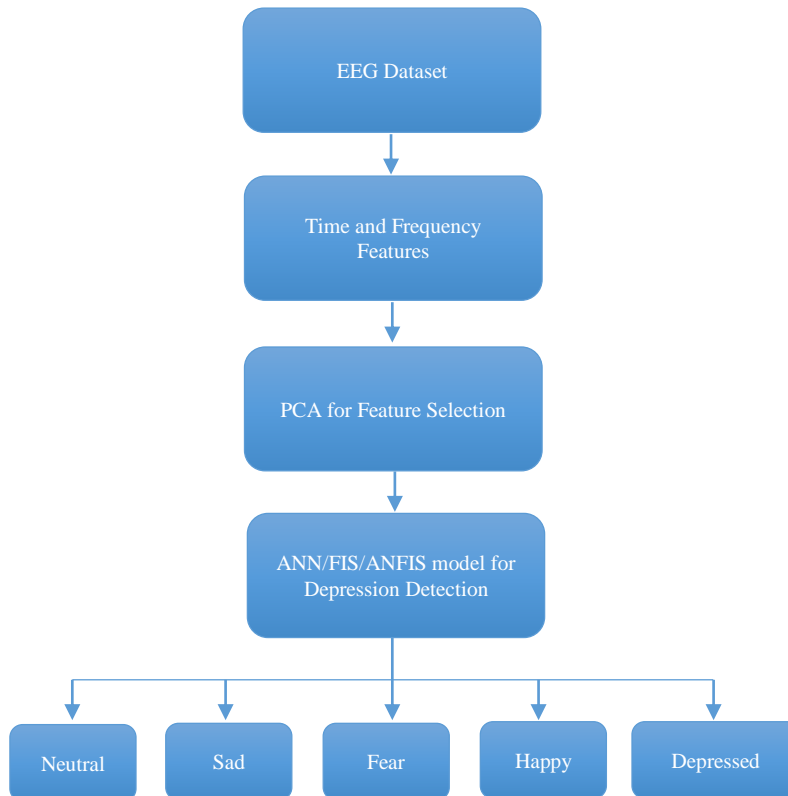 EEG Dataset
Time and Frequency
Features
PCA for Feature Selection
ANN/FIS/ANFIS model for
Depression Detection
Neutral
Sad
Fear
Happy
Depressed